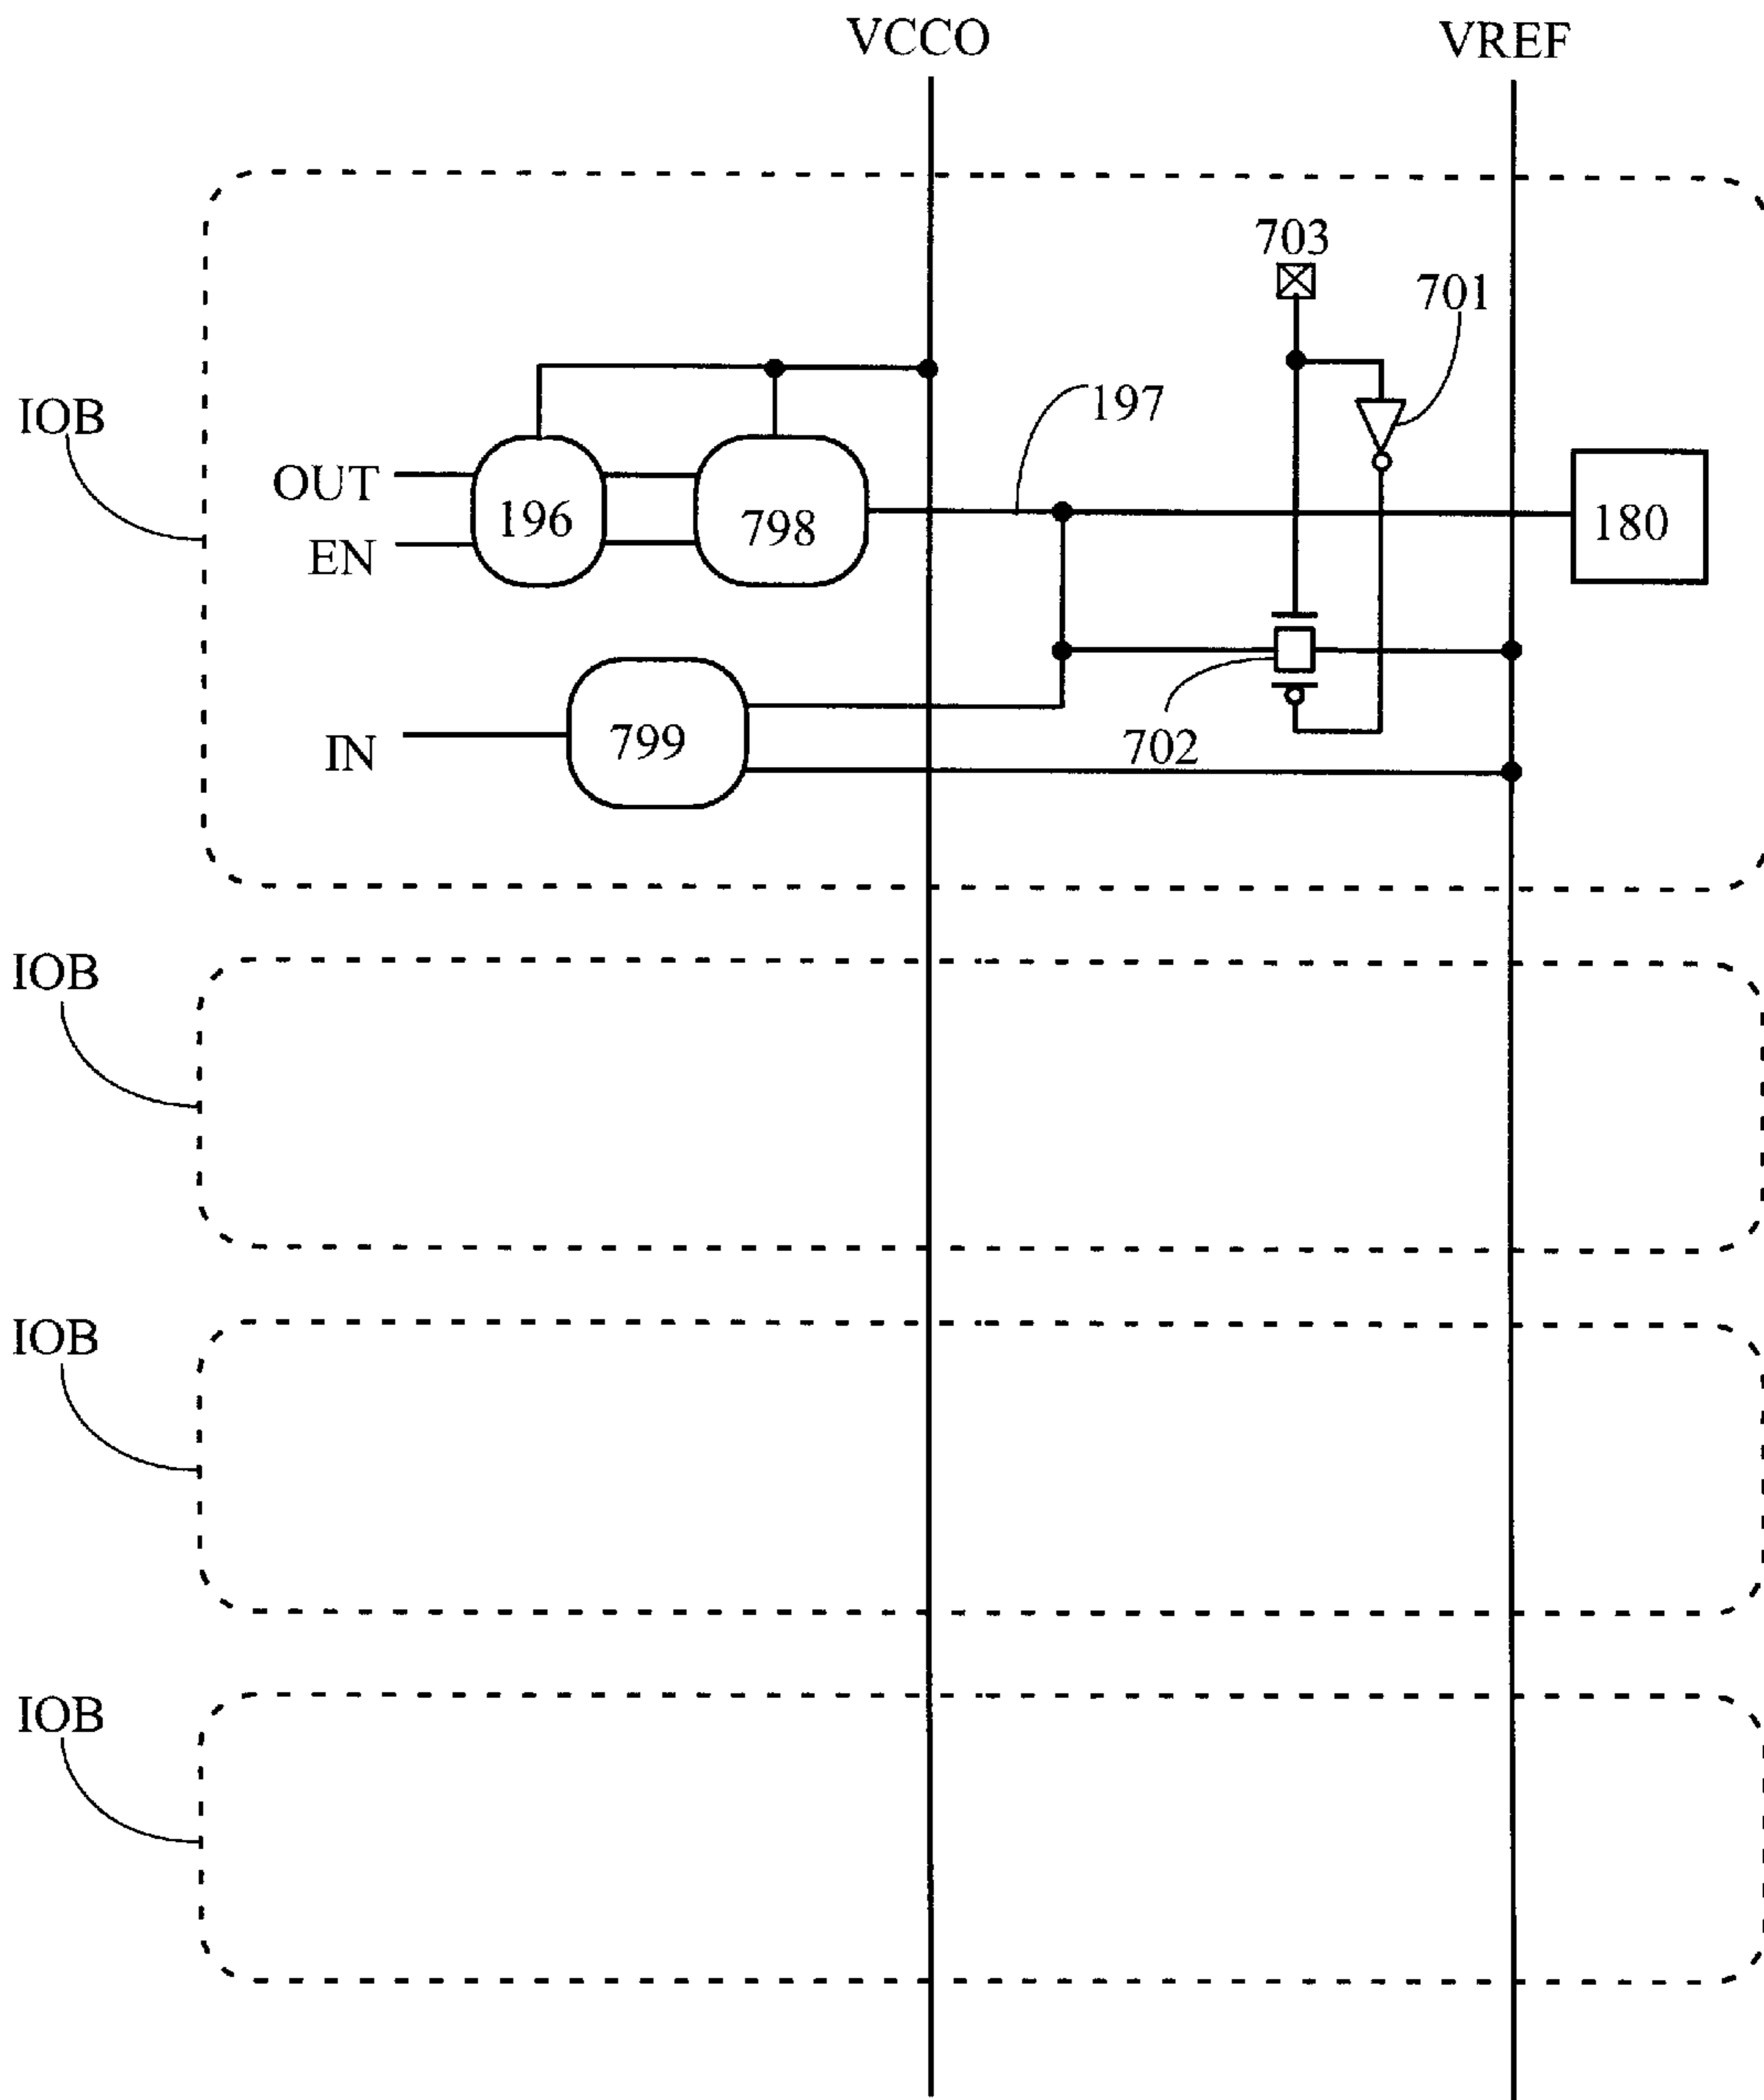 VCCO VREF
703
701
IOB
197
OUT
196
798
180
EN
702
IN
799
IOB
IOB
IOB